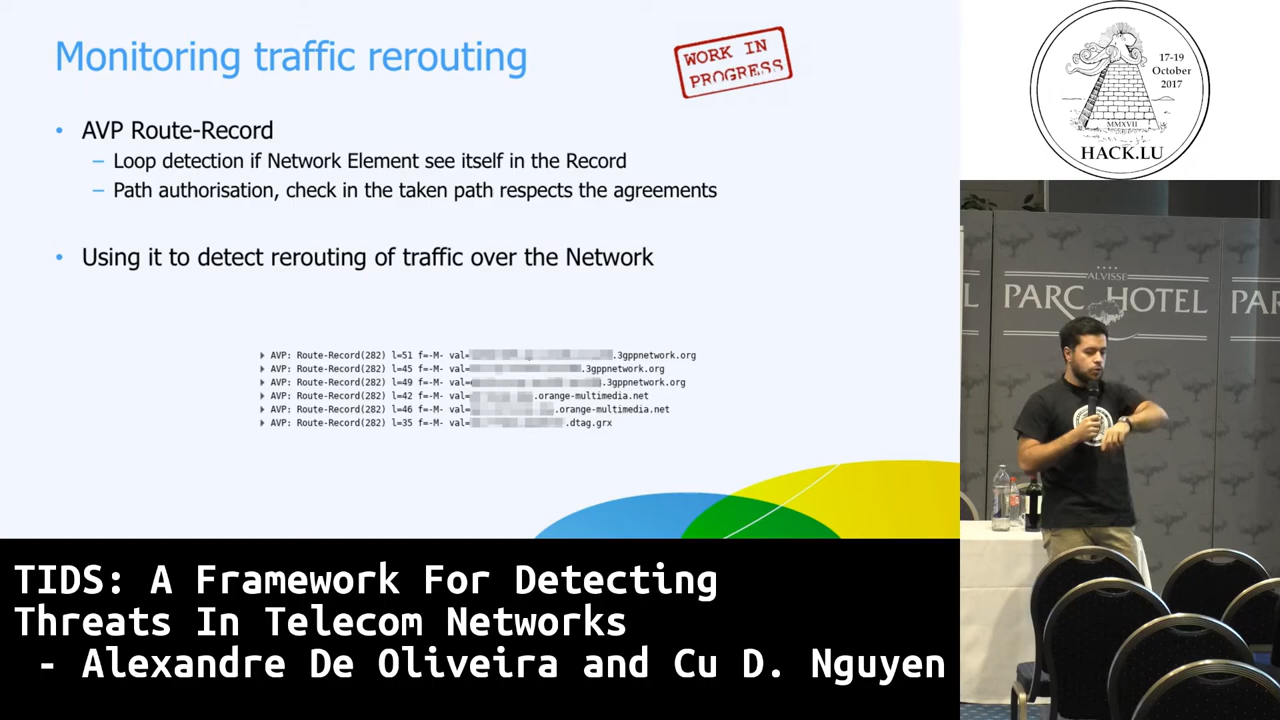 Monitoring traffic rerouting
WORK IN
PROGRESS
• AVP Route-Record
– Loop detection if Network Element see itself in the Record
– Path authorisation, check in the taken path respects the agreements
• Using it to detect rerouting of traffic over the Network
AVP: Route-Record(282) l=51 f=-M- val= .3gppnetwork.org
AVP: Route-Record(282) l=45 f=-M- val= .3gppnetwork.org
AVP: Route-Record(282) l=49 f=-M- val= .3gppnetwork.org
AVP: Route-Record(282) l=42 f=-M- val= .orange-multimedia.net
AVP: Route-Record(282) l=46 f=-M- val= .orange-multimedia.net
AVP: Route-Record(282) l=35 f=-M- val= .dtag.grx
17-19
October
2017
MMXVII
HACK.LU
ALVISSE
PARC HOTEL
L
PAR
TIDS: A Framework For Detecting
Threats In Telecom Networks
- Alexandre De Oliveira and Cu D. Nguyen